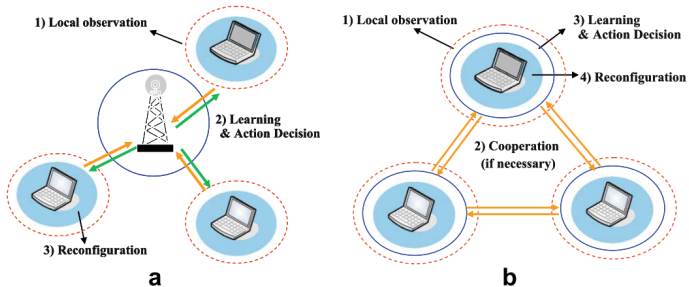 1) Local observation
2) Learning
& Action Decision
3) Reconfiguration
a
1) Local observation
3) Learning
& Action Decision
4) Reconfiguration
2) Cooperation
(if necessary)
b